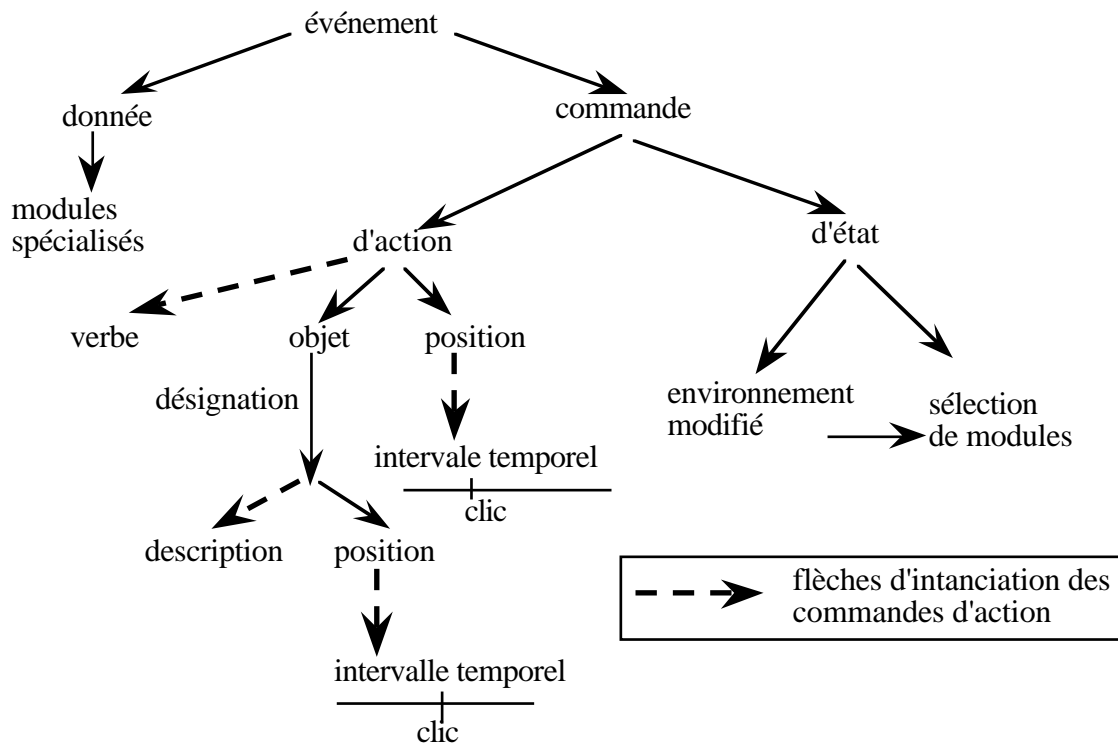 événement
donnée
commande
modules
spécialisés
d'action
d'état
verbe
objet
position
désignation
environnement
modifié
sélection
de modules
intervale temporel
clic
description
position
flèches d'intanciation des
commandes d'action
intervalle temporel
clic